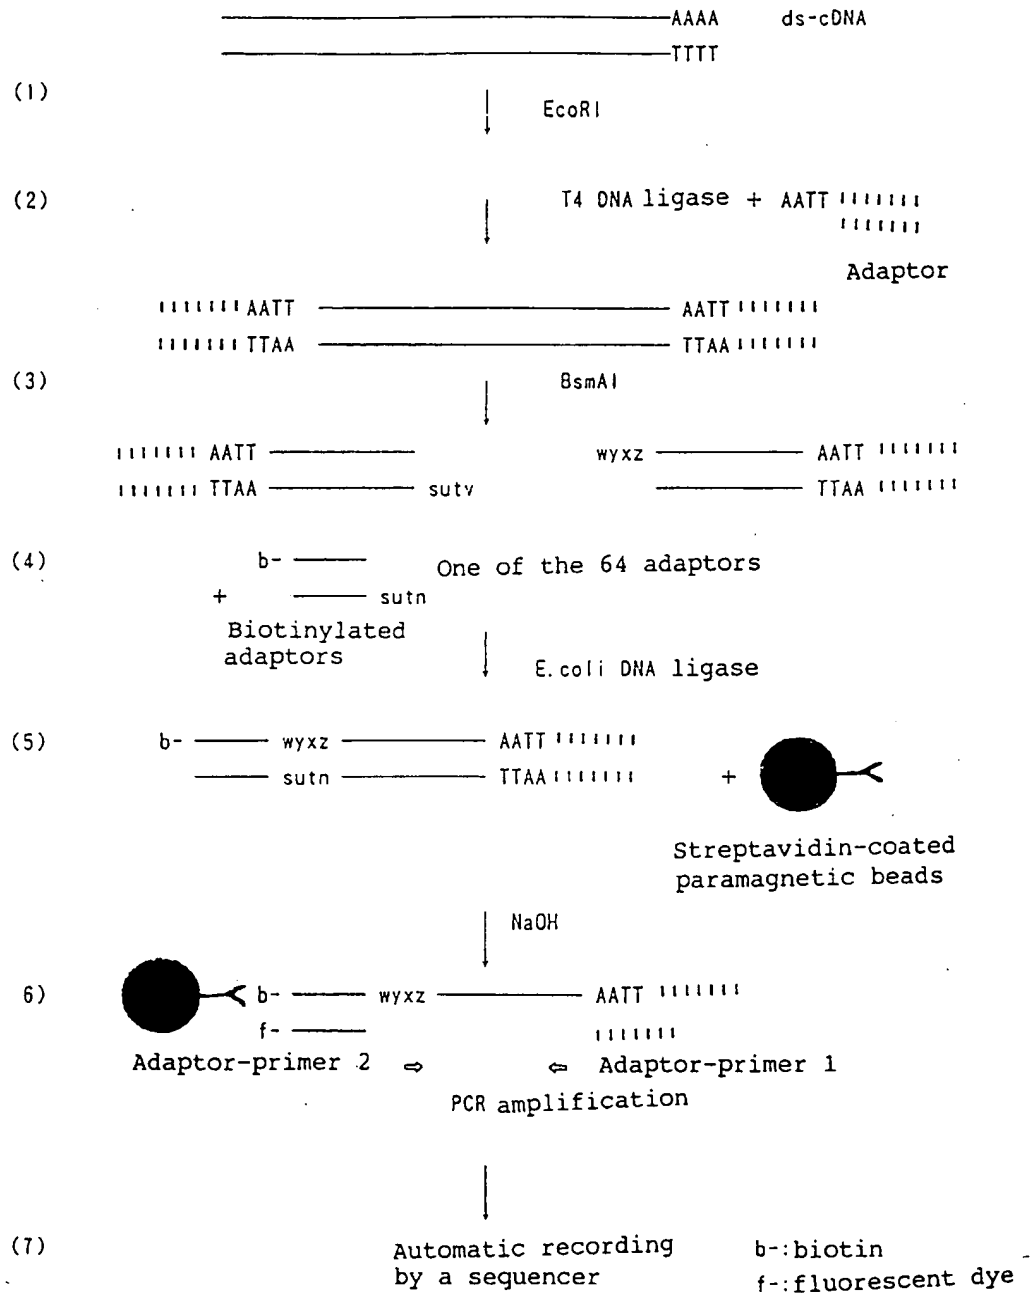 AAAA ds-cDNA
TTTT
(1)
EcoRI
(2) T4 DNA ligase + AATT
Adaptor
AATT AATT
TTAA TTAA
(3) BsmAI
AATT wyxz AATT
TTAA sutv TTAA
(4) b- One of the 64 adaptors
+ sutn
Biotinylated
adaptors
E.coli DNA ligase
(5) b- wyxz AATT
sutn TTAA +
Streptavidin-coated
paramagnetic beads
NaOH
6) b- wyxz AATT
f-
Adaptor-primer 2 ⇨ ⇦ Adaptor-primer 1
PCR amplification
(7) Automatic recording b-:biotin
by a sequencer f-:fluorescent dye